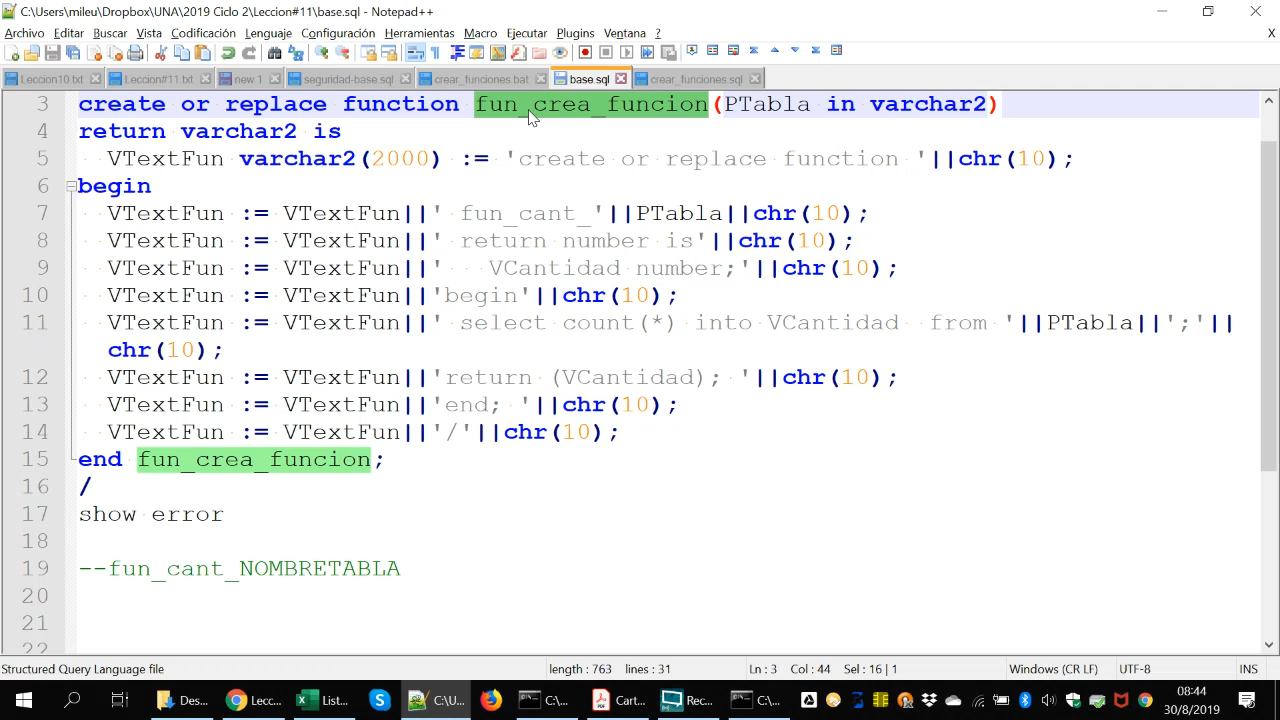 C:\Users\mileu\Dropbox\UNA\2019 Ciclo 2\Leccion#11\base.sql - Notepad++
Archivo Editar Buscar Vista Codificación Lenguaje Configuración Herramientas Macro Ejecutar Plugins Ventana ? X
Leccion10.txt Leccion#11.txt new 1 seguridad-base.sql crear_funciones.bat base.sql crear_funciones.sql
3 create or replace function fun_crea_funcion(PTabla in varchar2)
4 return varchar2 is
5 VTextFun varchar2(2000) := 'create or replace function '||chr(10);
6 begin
7 VTextFun := VTextFun||' fun_cant_'||PTabla||chr(10);
8 VTextFun := VTextFun||' return number is'||chr(10);
9 VTextFun := VTextFun||'   VCantidad number;'||chr(10);
10 VTextFun := VTextFun||'begin'||chr(10);
11 VTextFun := VTextFun||' select count(*) into VCantidad  from '||PTabla||';'||
chr(10);
12 VTextFun := VTextFun||'return (VCantidad); '||chr(10);
13 VTextFun := VTextFun||'end; '||chr(10);
14 VTextFun := VTextFun||'/'||chr(10);
15 end fun_crea_funcion;
16 /
17 show error
18
19 --fun_cant_NOMBRETABLA
20
21
22
Structured Query Language file length : 763 lines : 31 Ln : 3 Col : 44 Sel : 16 | 1 Windows (CR LF) UTF-8 INS
Des... Lecc... List... C:\U... C:\... Cart... Rec... C:\...
30/8/2019